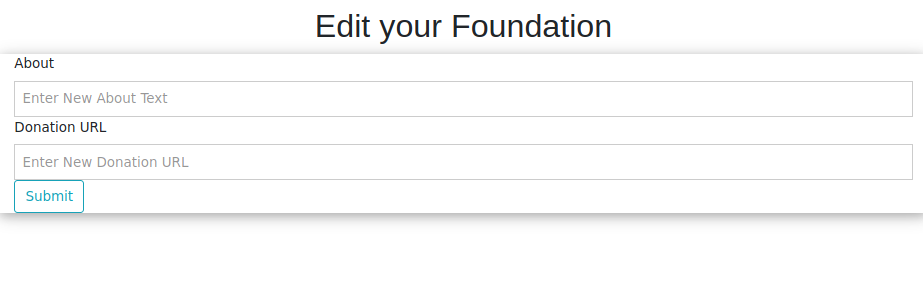 Edit your Foundation
About
Enter New About Text
Donation URL
Enter New Donation URL
Submit